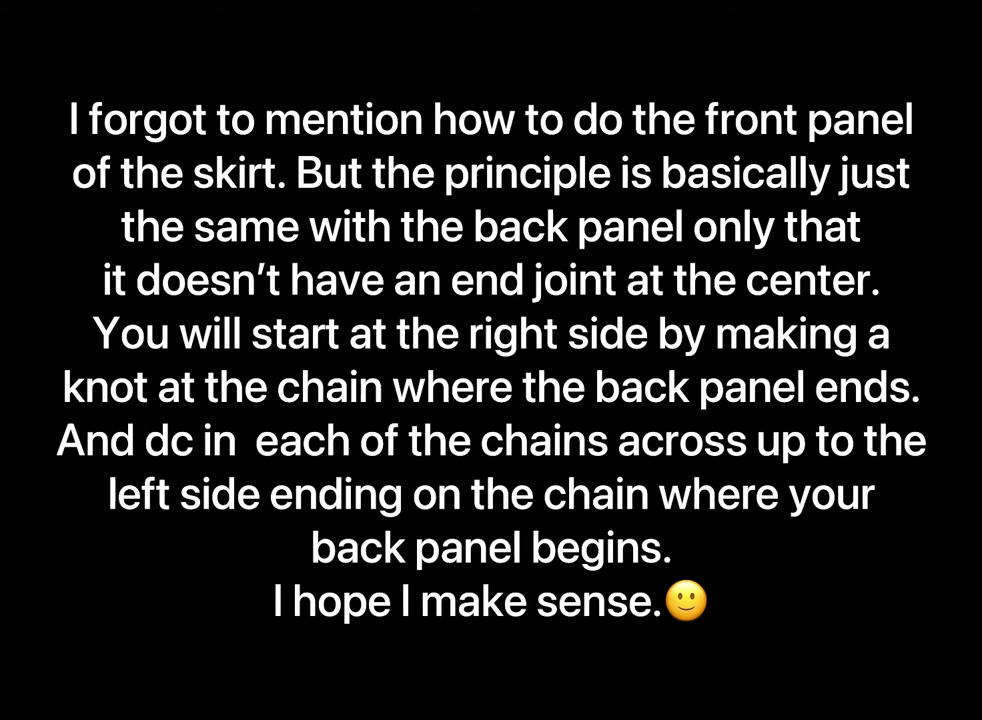 I forgot to mention how to do the front panel
of the skirt. But the principle is basically just
the same with the back panel only that
it doesn’t have an end joint at the center.
You will start at the right side by making a
knot at the chain where the back panel ends.
And dc in  each of the chains across up to the
left side ending on the chain where your
back panel begins.
I hope I make sense.🙂